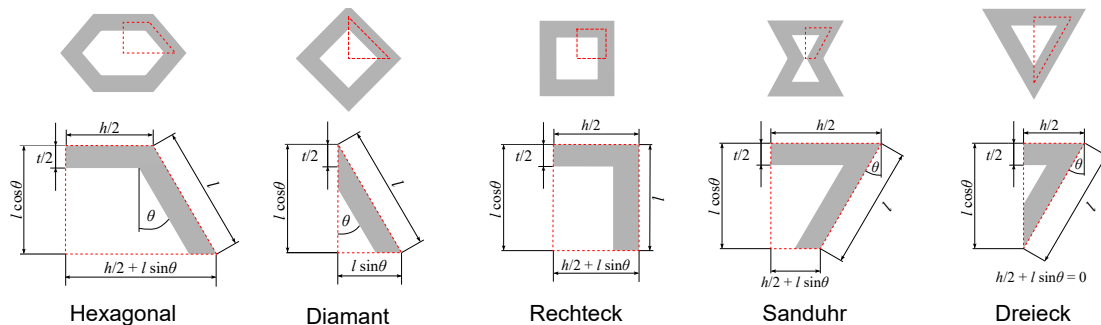 h/2
t/2
l cosθ
l
θ
h/2 + l sinθ
Hexagonal
t/2
l cosθ
l
θ
l sinθ
Diamant
h/2
t/2
l
h/2 + l sinθ
Rechteck
h/2
t/2
l cosθ
θ
l
h/2 + l sinθ
Sanduhr
h/2
t/2
l cosθ
θ
l
h/2 + l sinθ = 0
Dreieck